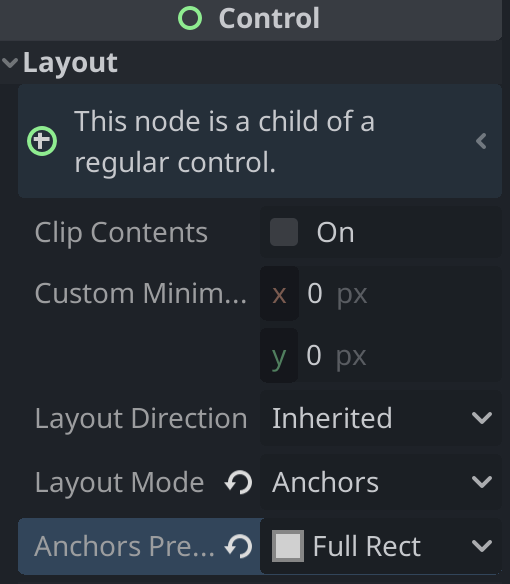 Control
Layout
This node is a child of a
regular control.
Clip Contents On
Custom Minim... x 0 px
y 0 px
Layout Direction Inherited
Layout Mode Anchors
Anchors Pre... Full Rect